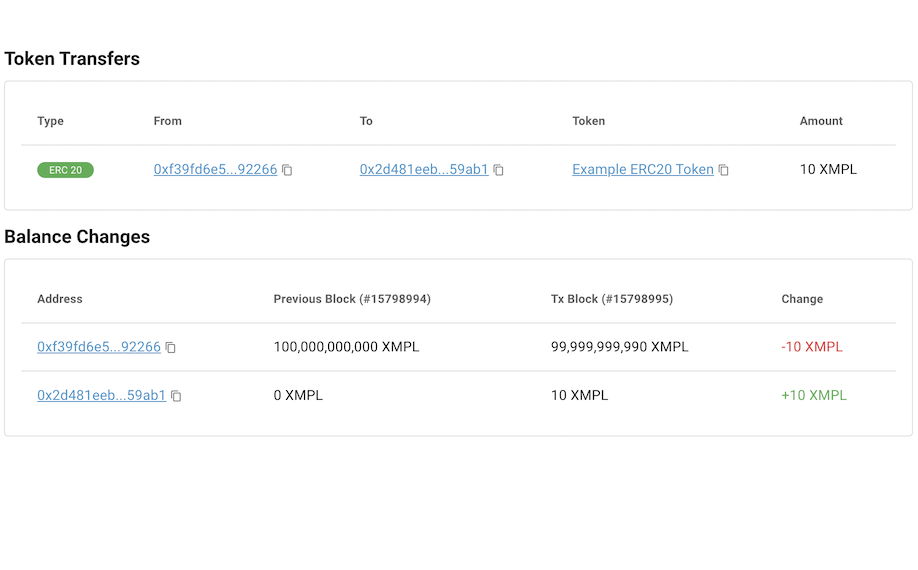 Token Transfers
Type From To Token Amount
ERC 20 0xf39fd6e5...92266 0x2d481eeb...59ab1 Example ERC20 Token 10 XMPL
Balance Changes
Address Previous Block (#15798994) Tx Block (#15798995) Change
0xf39fd6e5...92266 100,000,000,000 XMPL 99,999,999,990 XMPL -10 XMPL
0x2d481eeb...59ab1 0 XMPL 10 XMPL +10 XMPL